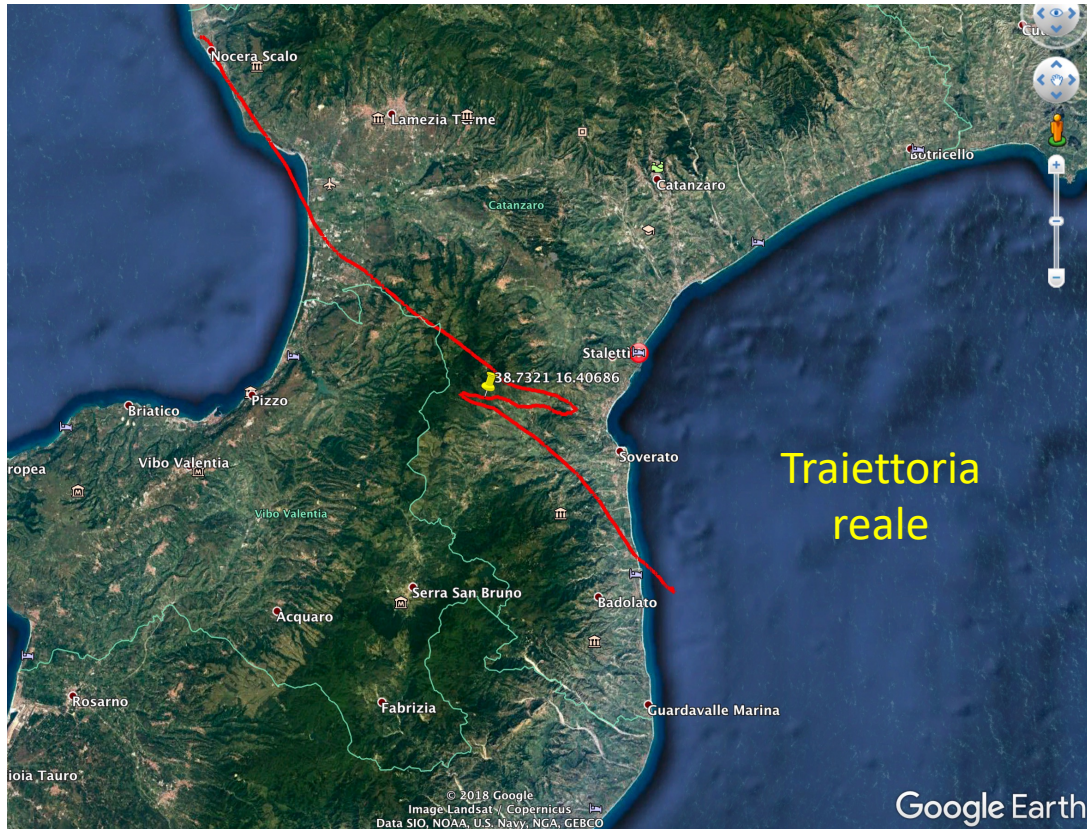 Cu
Nocera Scalo
Lamezia Terme
Botricello
Catanzaro
Catanzaro
Staletti
38.7321 16.40686
Pizzo
Briatico
Soverato
Vibo Valentia
ropea
Traiettoria
reale
Vibo Valentia
Serra San Bruno
Badolato
Acquaro
Rosarno
Fabrizia
Guardavalle Marina
ioia Tauro
© 2018 Google
Image Landsat / Copernicus
Data SIO, NOAA, U.S. Navy, NGA, GEBCO
Google Earth